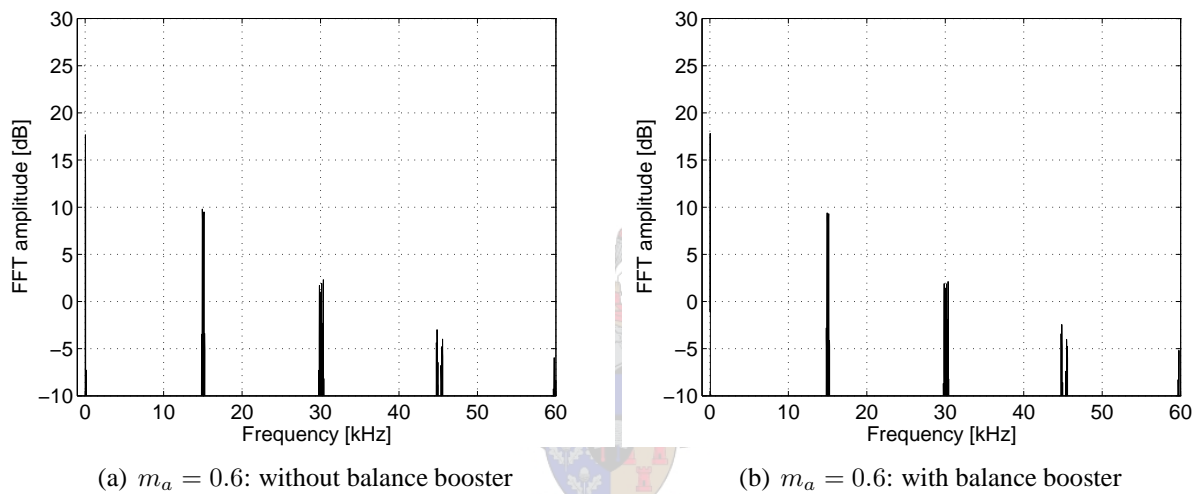 30
25
20
15
10
5
0
−5
−10
FFT amplitude [dB]
0 10 20 30 40 50 60
Frequency [kHz]
(a) m_a = 0.6: without balance booster
30
25
20
15
10
5
0
−5
−10
FFT amplitude [dB]
0 10 20 30 40 50 60
Frequency [kHz]
(b) m_a = 0.6: with balance booster